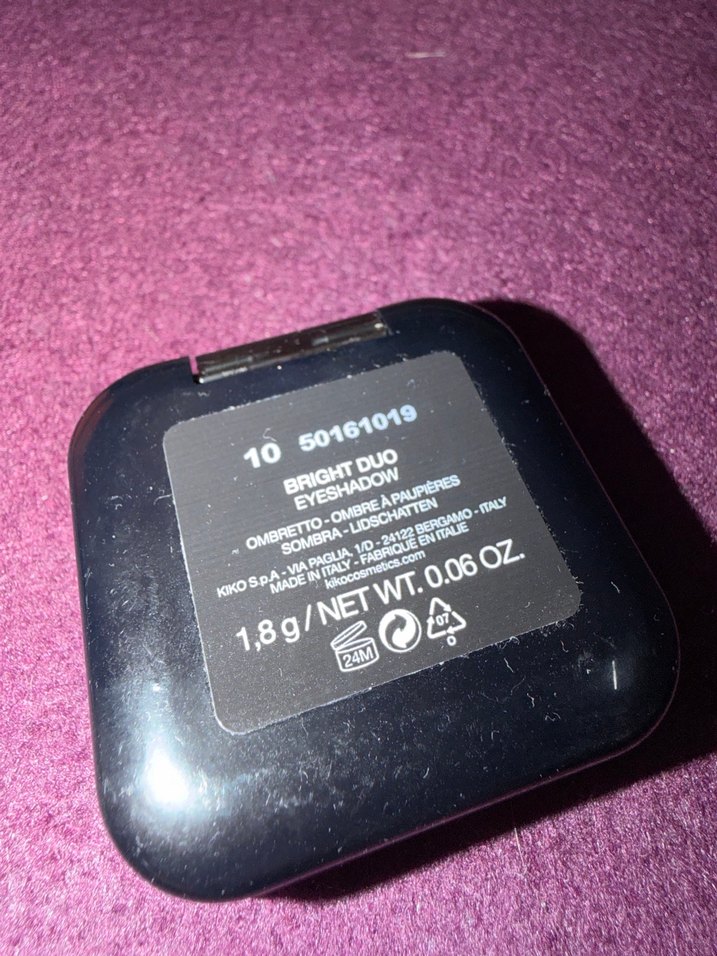 10 50161019
BRIGHT DUO
EYESHADOW
OMBRETTO - OMBRE À PAUPIÈRES
SOMBRA - LIDSCHATTEN
KIKO S.p.A - VIA PAGLIA, 1/D - 24122 BERGAMO - ITALY
MADE IN ITALY - FABRIQUÉ EN ITALIE
kikocosmetics.com
1,8 g / NET WT. 0.06 OZ.
24M
07
O